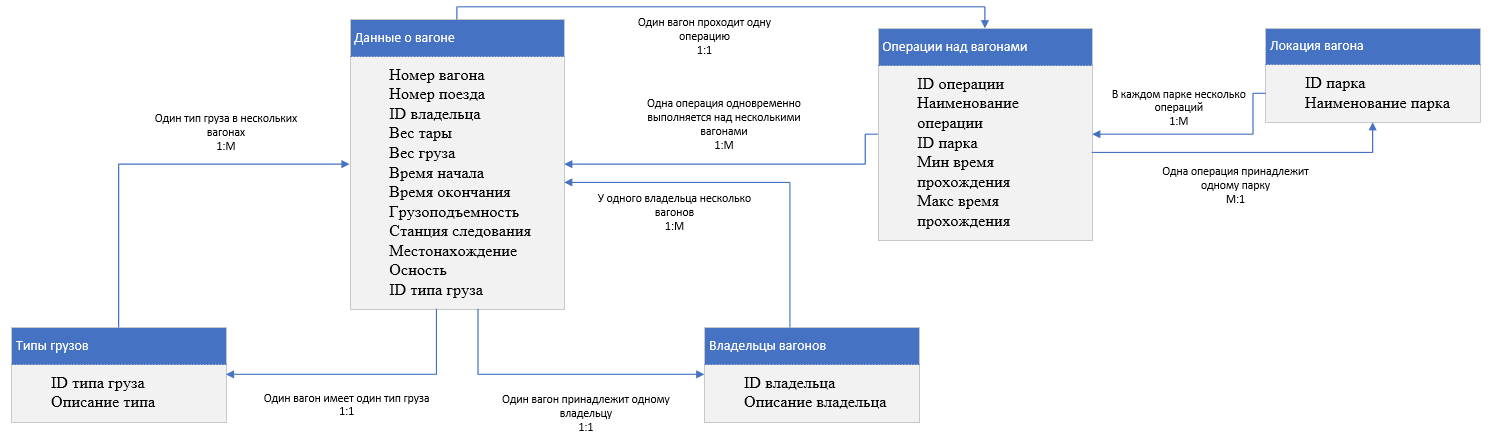 Один вагон проходит одну
операцию
1:1
Данные о вагоне
Номер вагона
Номер поезда
ID владельца
Вес тары
Вес груза
Время начала
Время окончания
Грузоподъемность
Станция следования
Местонахождение
Осность
ID типа груза
Операции над вагонами
ID операции
Наименование
операции
ID парка
Мин время
прохождения
Макс время
прохождения
Локация вагона
ID парка
Наименование парка
В каждом парке несколько
операций
1:М
Одна операция принадлежит
одному парку
М:1
Одна операция одновременно
выполняется над несколькими
вагонами
1:М
У одного владельца несколько
вагонов
1:М
Один тип груза в нескольких
вагонах
1:М
Типы грузов
ID типа груза
Описание типа
Один вагон имеет один тип груза
1:1
Один вагон принадлежит одному
владельцу
1:1
Владельцы вагонов
ID владельца
Описание владельца